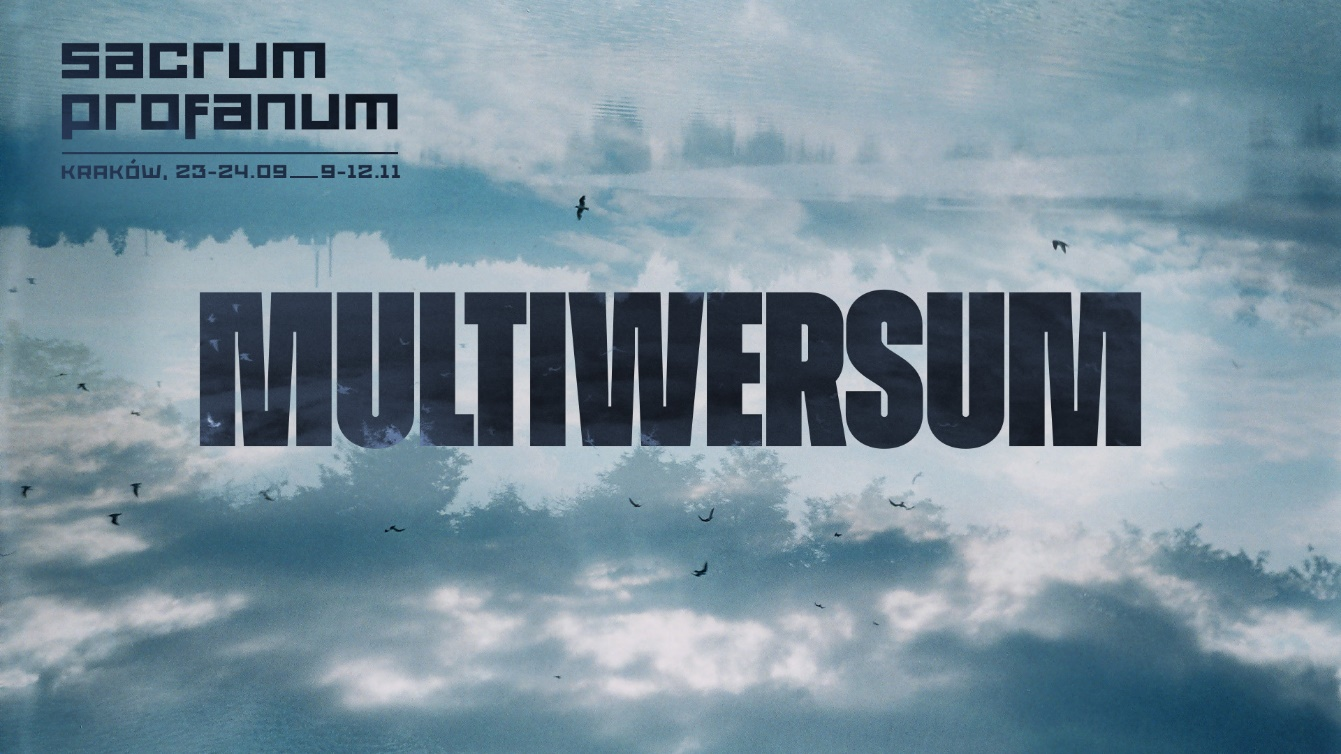 sacrum
profanum
KRAKÓW, 23-24.09__9-12.11
MULTIWERSUM